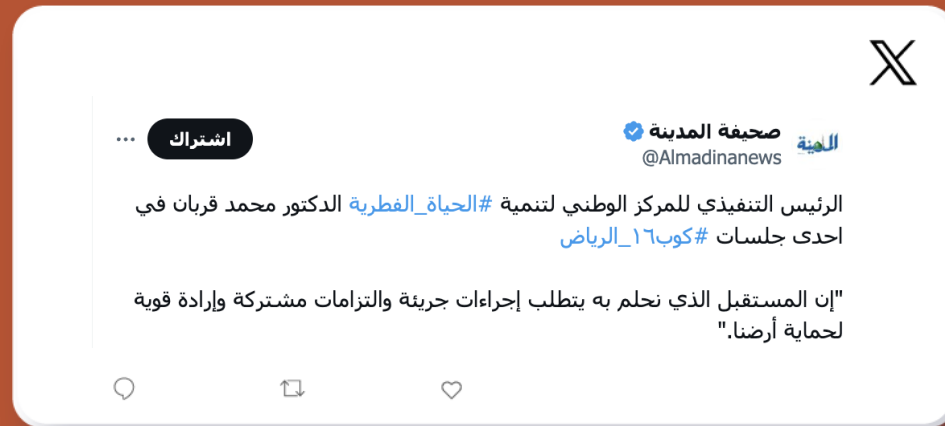 X
صحيفة المدينة
@Almadinanews
اشتراك
المدينة
الرئيس التنفيذي للمركز الوطني لتنمية #الحياة_الفطرية الدكتور محمد قربان في
احدى جلسات #كوب١٦_الرياض
"إن المستقبل الذي نحلم به يتطلب إجراءات جريئة والتزامات مشتركة وإرادة قوية
لحماية أرضنا."